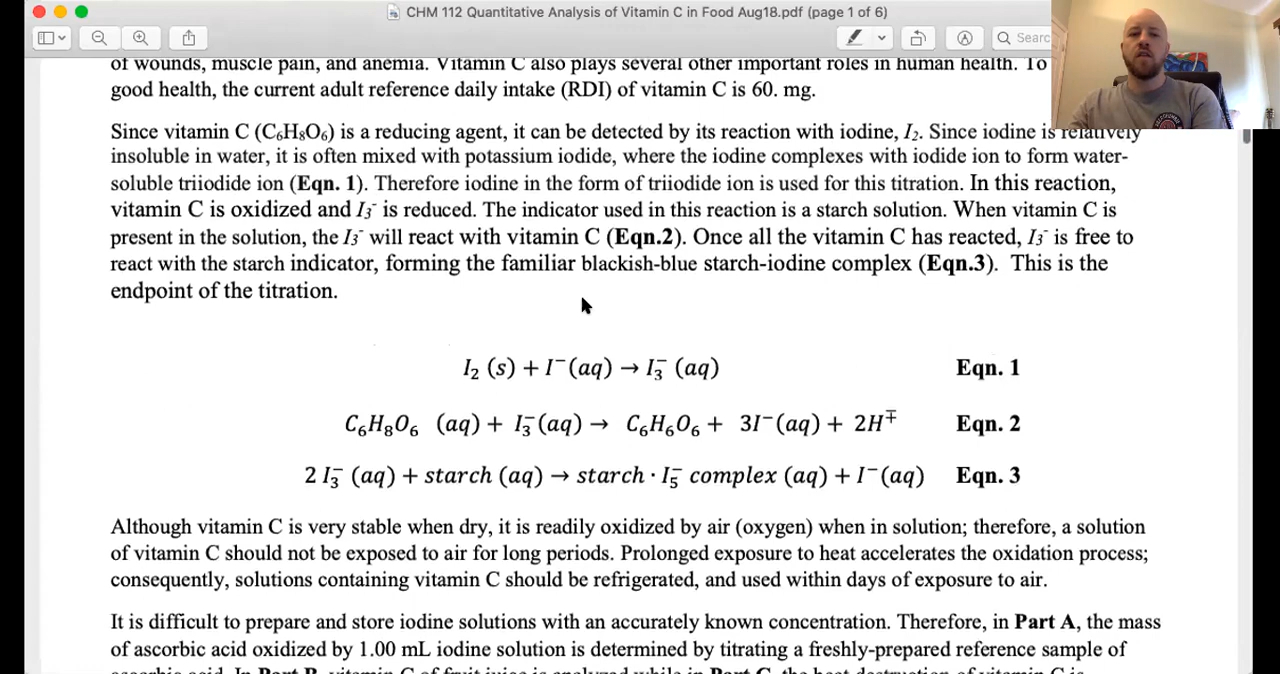 CHM 112 Quantitative Analysis of Vitamin C in Food Aug18.pdf (page 1 of 6)
Searc
of wounds, muscle pain, and anemia. Vitamin C also plays several other important roles in human health. To
good health, the current adult reference daily intake (RDI) of vitamin C is 60. mg.
Since vitamin C (C₆H₈O₆) is a reducing agent, it can be detected by its reaction with iodine, I₂. Since iodine is relatively
insoluble in water, it is often mixed with potassium iodide, where the iodine complexes with iodide ion to form water-
soluble triiodide ion (Eqn. 1). Therefore iodine in the form of triiodide ion is used for this titration. In this reaction,
vitamin C is oxidized and I₃⁻ is reduced. The indicator used in this reaction is a starch solution. When vitamin C is
present in the solution, the I₃⁻ will react with vitamin C (Eqn.2). Once all the vitamin C has reacted, I₃⁻ is free to
react with the starch indicator, forming the familiar blackish-blue starch-iodine complex (Eqn.3). This is the
endpoint of the titration.
I₂ (s) + I⁻(aq) → I₃⁻ (aq) Eqn. 1
C₆H₈O₆ (aq) + I₃⁻(aq) → C₆H₆O₆ + 3I⁻(aq) + 2H∓ Eqn. 2
2 I₃⁻ (aq) + starch (aq) → starch · I₅⁻ complex (aq) + I⁻(aq) Eqn. 3
Although vitamin C is very stable when dry, it is readily oxidized by air (oxygen) when in solution; therefore, a solution
of vitamin C should not be exposed to air for long periods. Prolonged exposure to heat accelerates the oxidation process;
consequently, solutions containing vitamin C should be refrigerated, and used within days of exposure to air.
It is difficult to prepare and store iodine solutions with an accurately known concentration. Therefore, in Part A, the mass
of ascorbic acid oxidized by 1.00 mL iodine solution is determined by titrating a freshly-prepared reference sample of